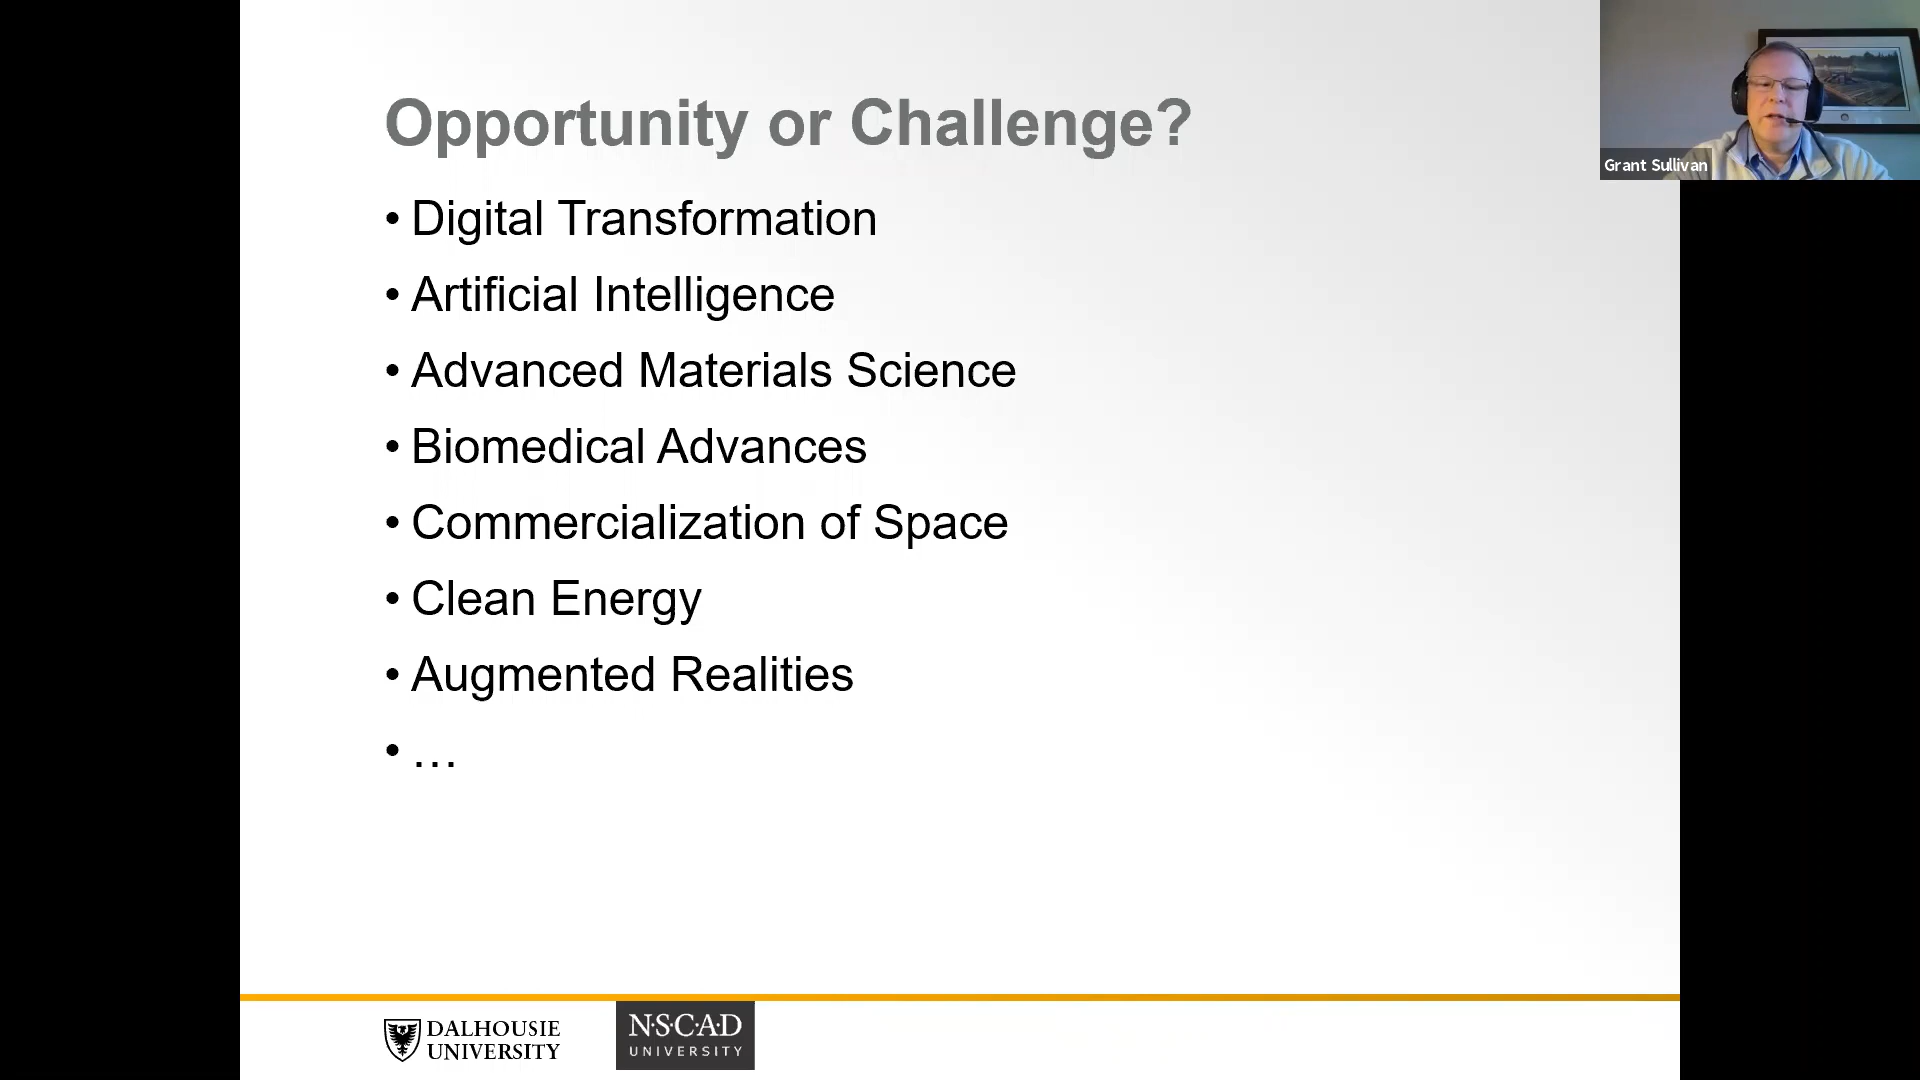 Opportunity or Challenge?
• Digital Transformation
• Artificial Intelligence
• Advanced Materials Science
• Biomedical Advances
• Commercialization of Space
• Clean Energy
• Augmented Realities
• …
Grant Sullivan
DALHOUSIE
UNIVERSITY
N·S·C·A·D
UNIVERSITY